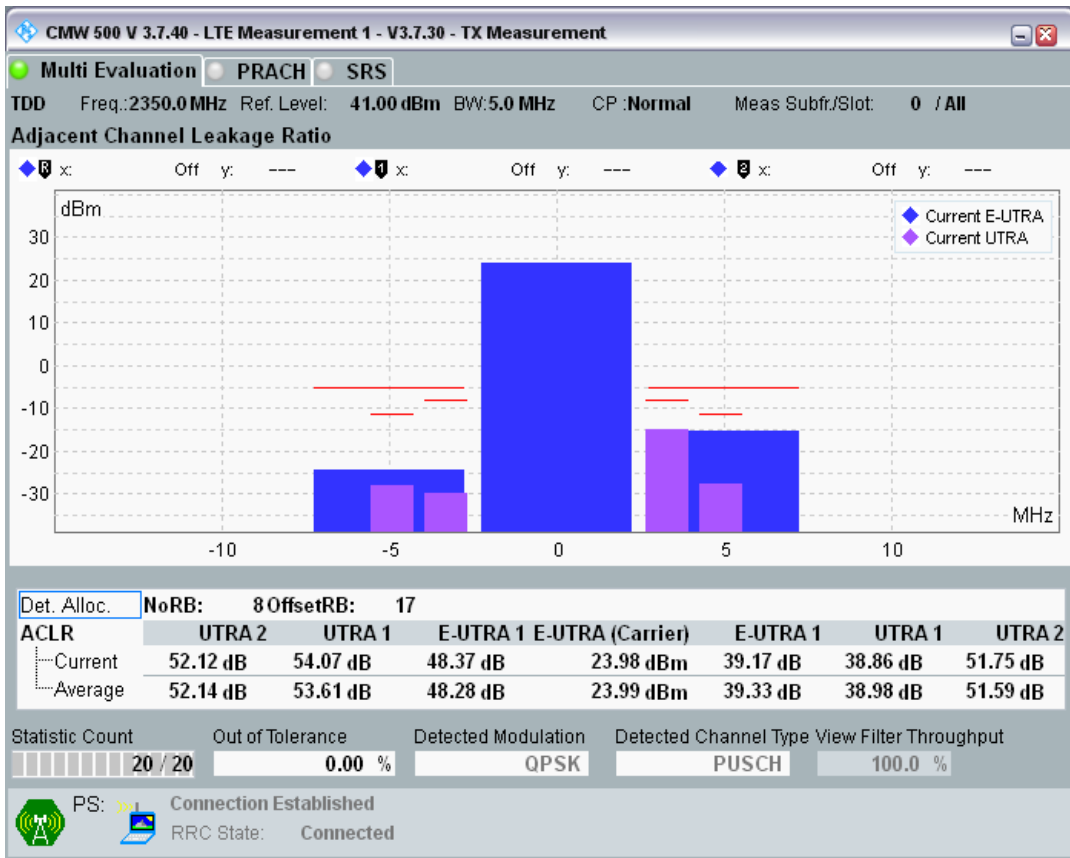 CMW 500 V 3.7.40 - LTE Measurement 1 - V3.7.30 - TX Measurement
Multi Evaluation PRACH SRS
TDD Freq.:2350.0 MHz Ref. Level: 41.00 dBm BW:5.0 MHz CP :Normal Meas Subfr./Slot: 0 / All
Adjacent Channel Leakage Ratio
R x: Off y: --- 1 x: Off y: --- 2 x: Off y: ---
dBm
Current E-UTRA
Current UTRA
30
20
10
0
-10
-20
-30
MHz
-10 -5 0 5 10
Det. Alloc. NoRB: 8 OffsetRB: 17
ACLR UTRA 2 UTRA 1 E-UTRA 1 E-UTRA (Carrier) E-UTRA 1 UTRA 1 UTRA 2
Current 52.12 dB 54.07 dB 48.37 dB 23.98 dBm 39.17 dB 38.86 dB 51.75 dB
Average 52.14 dB 53.61 dB 48.28 dB 23.99 dBm 39.33 dB 38.98 dB 51.59 dB
Statistic Count Out of Tolerance Detected Modulation Detected Channel Type View Filter Throughput
20 / 20 0.00 % QPSK PUSCH 100.0 %
PS: Connection Established
RRC State: Connected